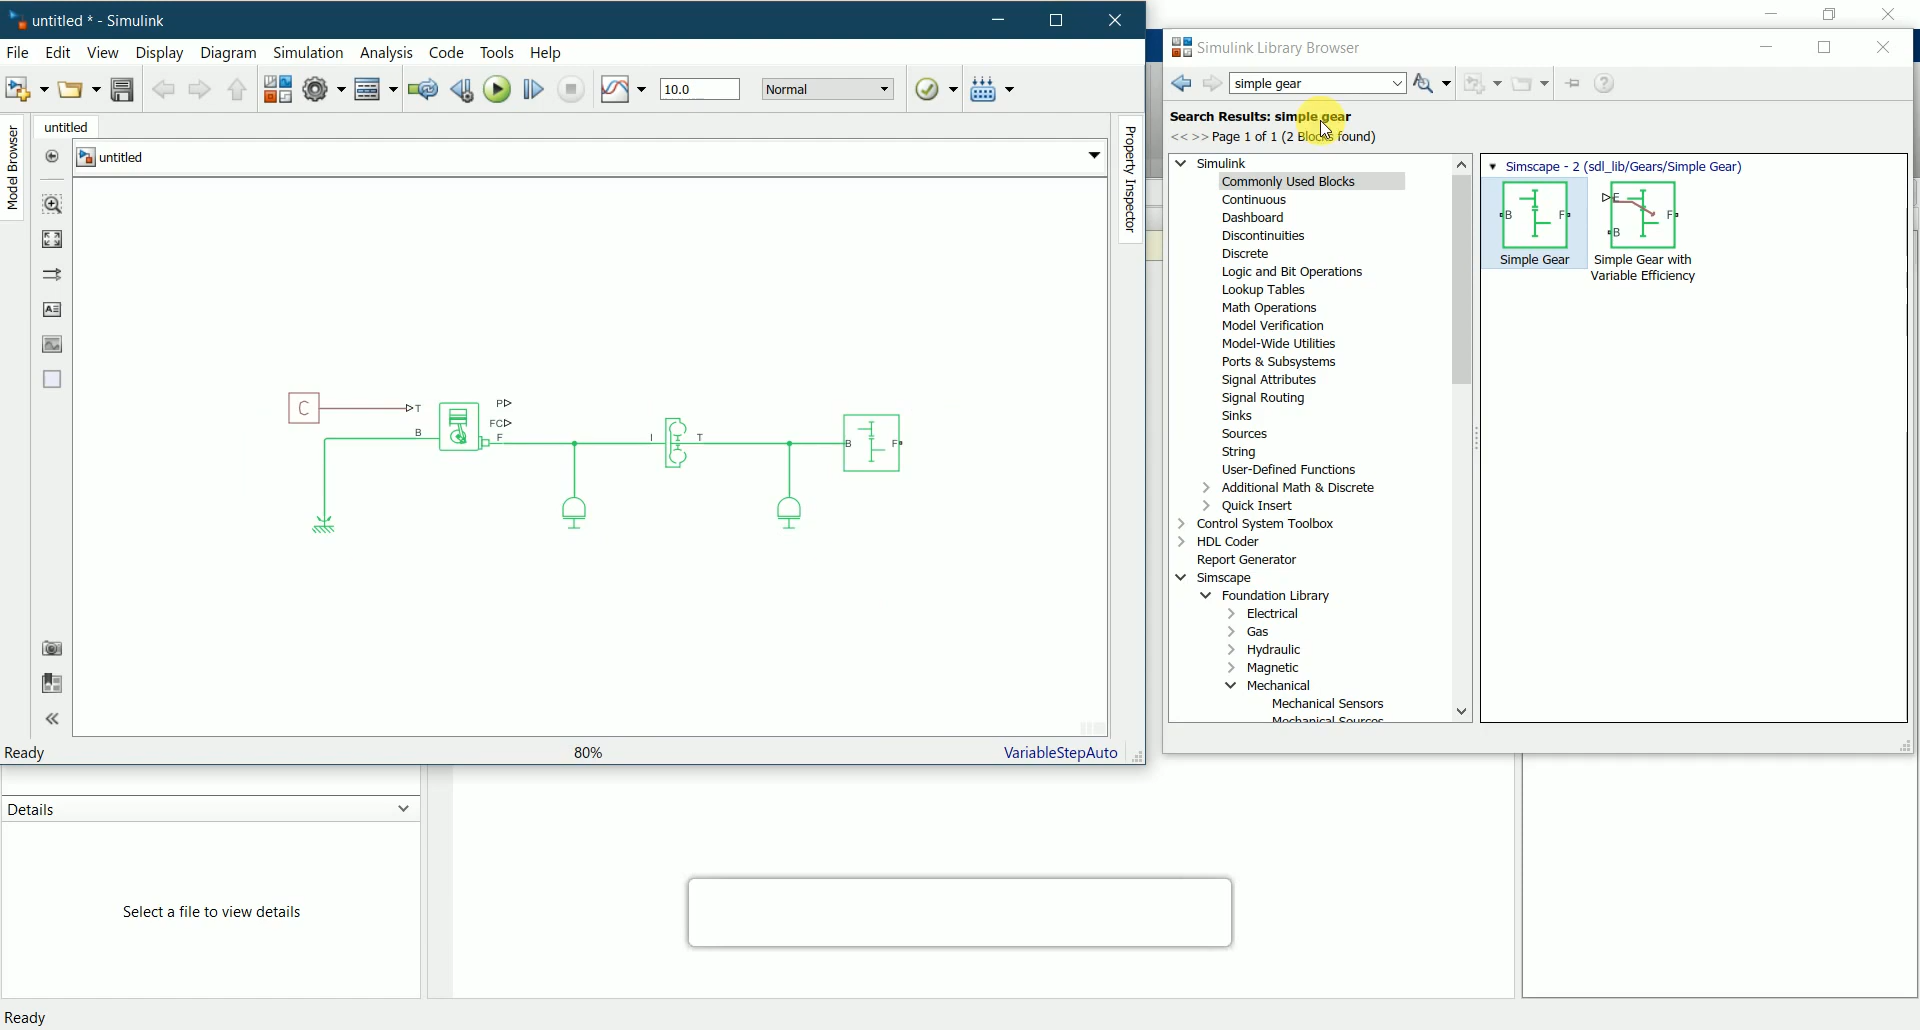 untitled * - Simulink
File Edit View Display Diagram Simulation Analysis Code Tools Help
10.0 Normal
Model Browser
untitled
untitled
Property Inspector
C
T
B
P
FC
F
I
T
B
F
Ready 80% VariableStepAuto
Details
Select a file to view details
Ready
Simulink Library Browser
simple gear
Search Results: simple gear
<< >> Page 1 of 1 (2 Blocks found)
Simulink
Commonly Used Blocks
Continuous
Dashboard
Discontinuities
Discrete
Logic and Bit Operations
Lookup Tables
Math Operations
Model Verification
Model-Wide Utilities
Ports & Subsystems
Signal Attributes
Signal Routing
Sinks
Sources
String
User-Defined Functions
Additional Math & Discrete
Quick Insert
Control System Toolbox
HDL Coder
Report Generator
Simscape
Foundation Library
Electrical
Gas
Hydraulic
Magnetic
Mechanical
Mechanical Sensors
Mechanical Sources
Simscape - 2 (sdl_lib/Gears/Simple Gear)
B F
Simple Gear
E
F
B
Simple Gear with
Variable Efficiency